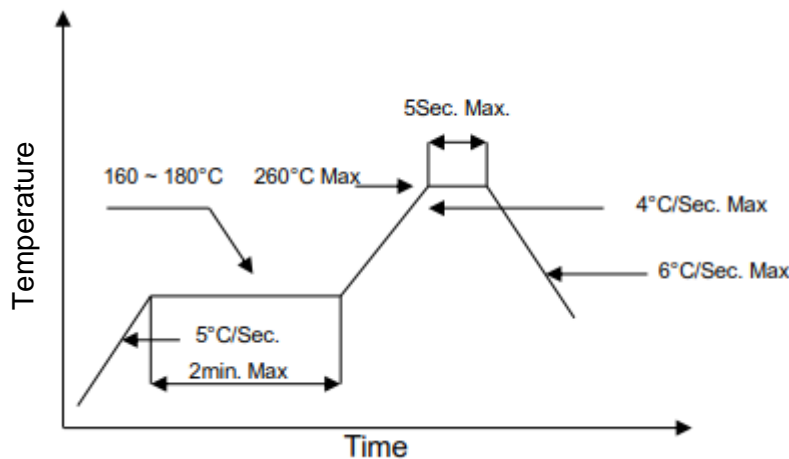 5Sec. Max.
160 ~ 180°C
260°C Max
4°C/Sec. Max
6°C/Sec. Max
5°C/Sec.
2min. Max
Temperature
Time